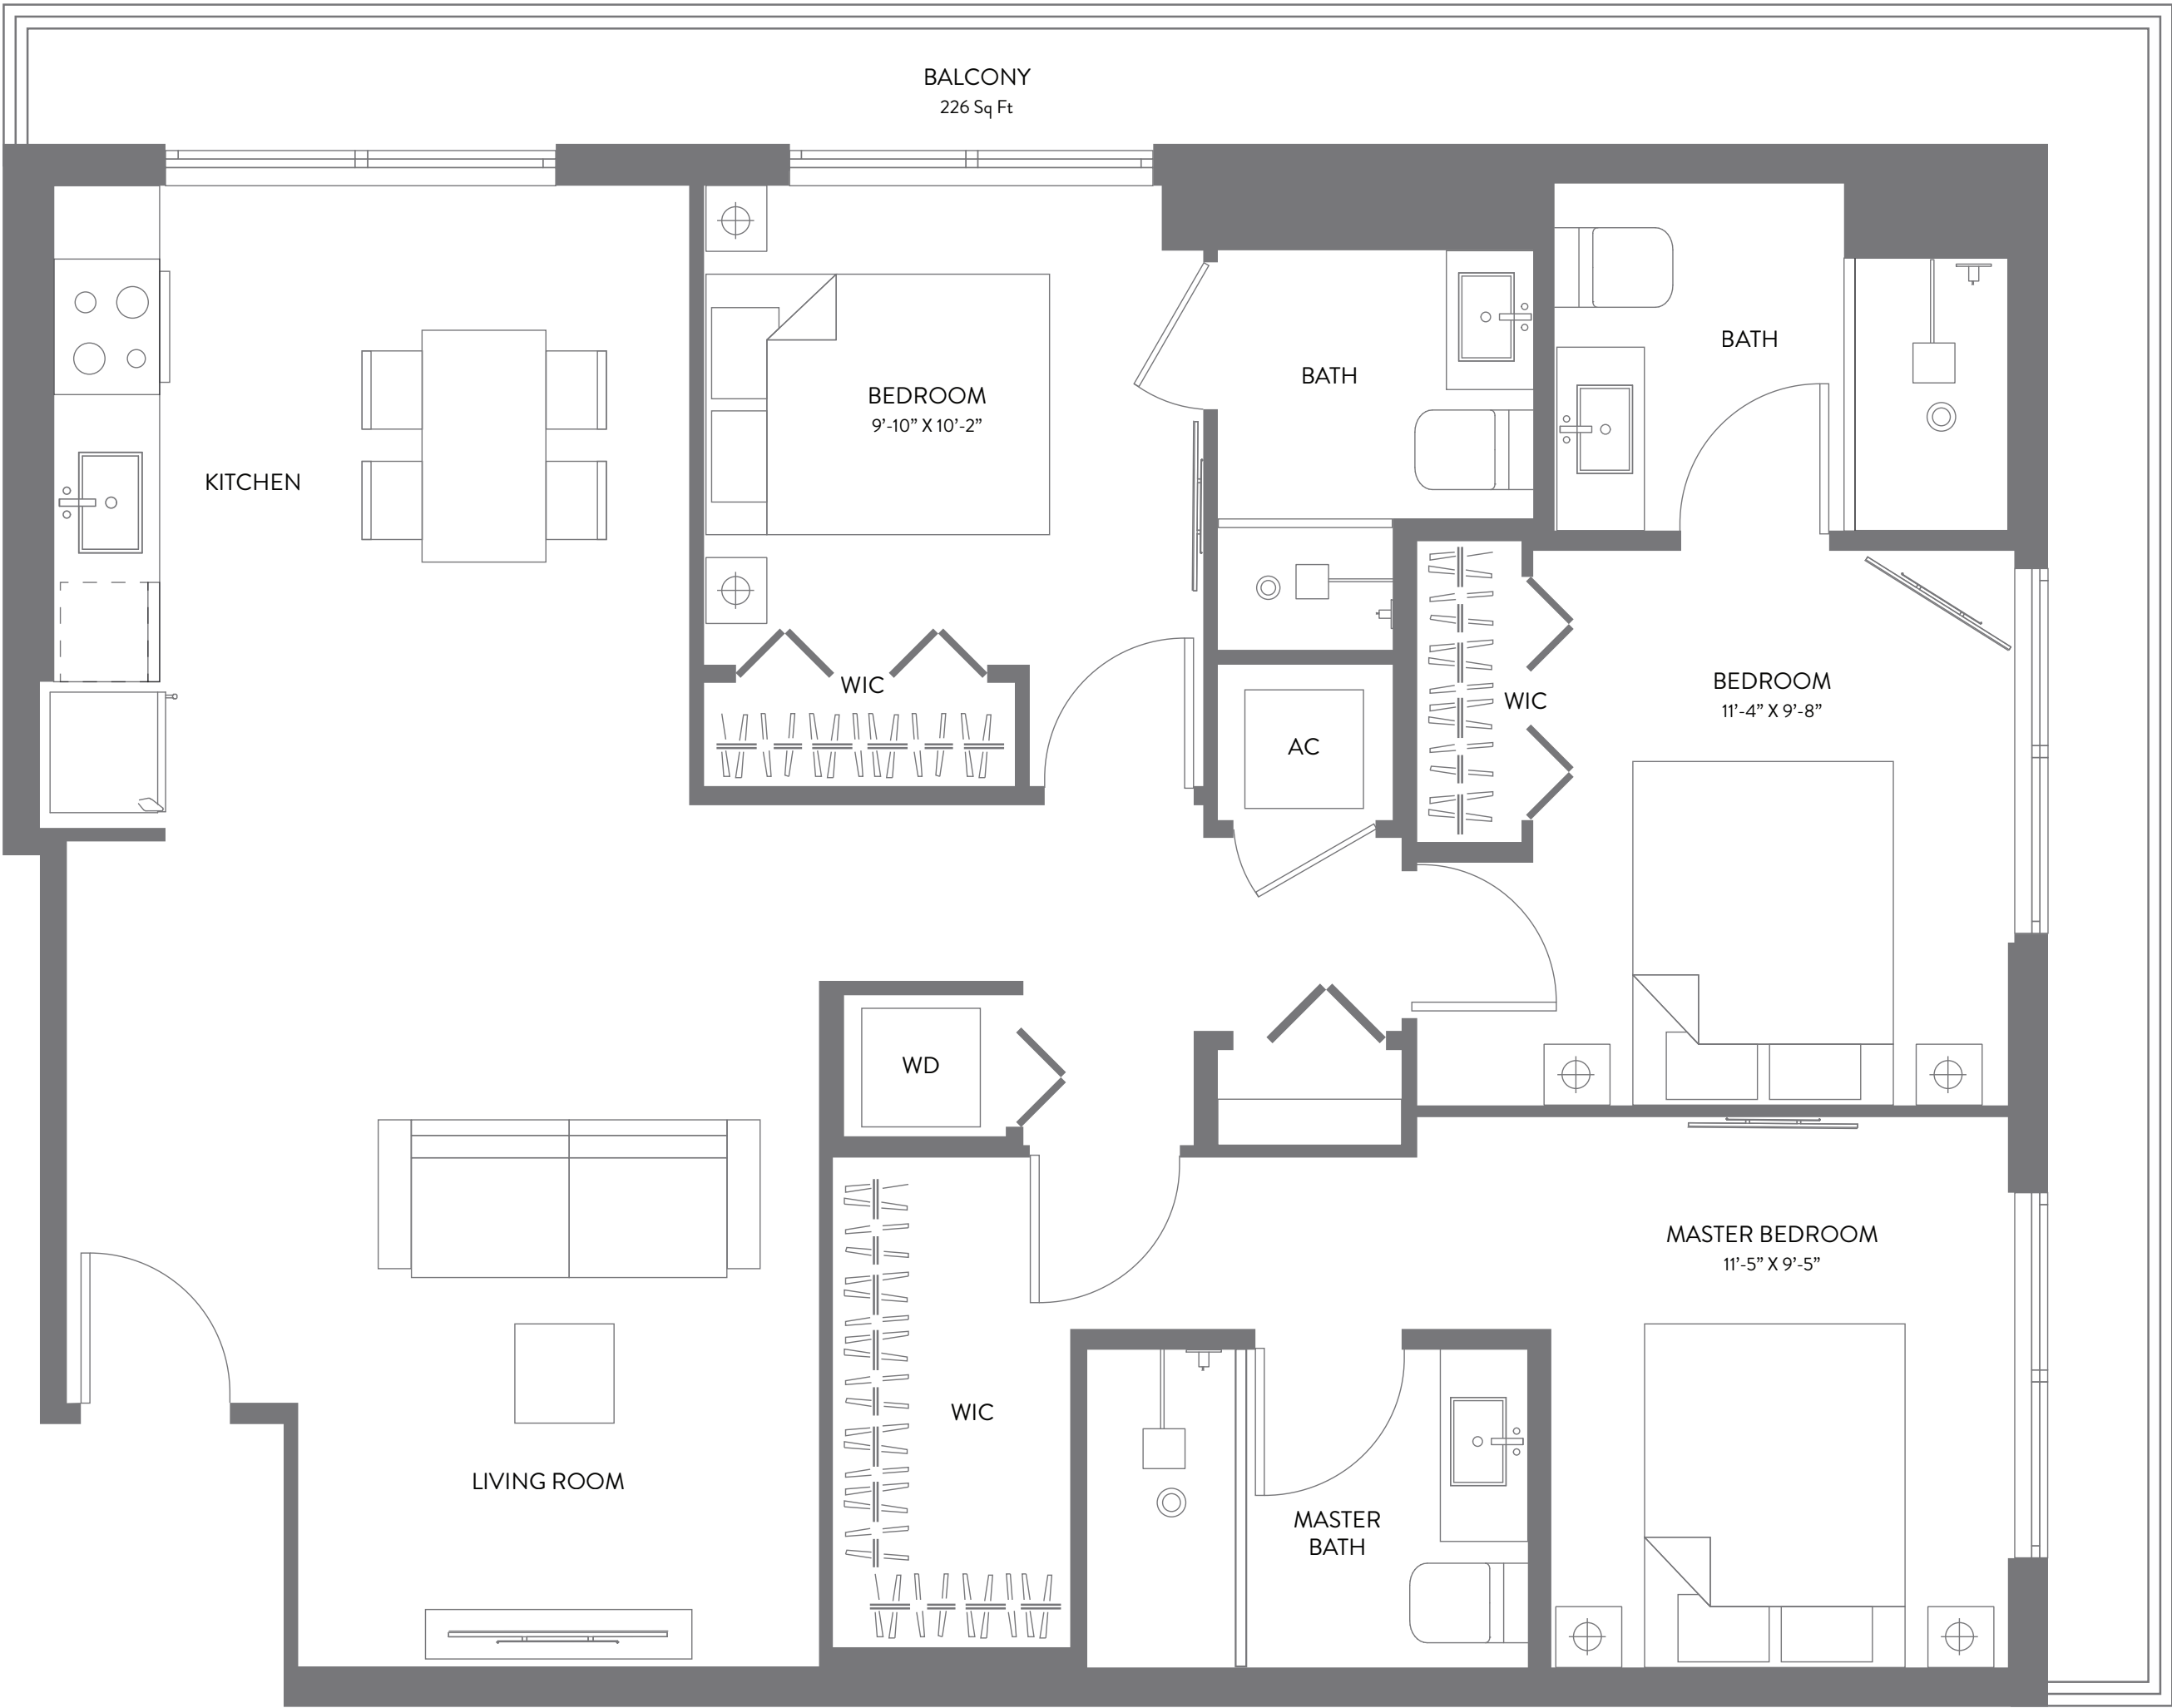 BALCONY
226 Sq Ft
BATH
BATH
BEDROOM
9’-10” X 10’-2”
KITCHEN
WIC
BEDROOM
11’-4” X 9’-8”
WIC
AC
WD
MASTER BEDROOM
11’-5” X 9’-5”
WIC
LIVING ROOM
MASTER
BATH